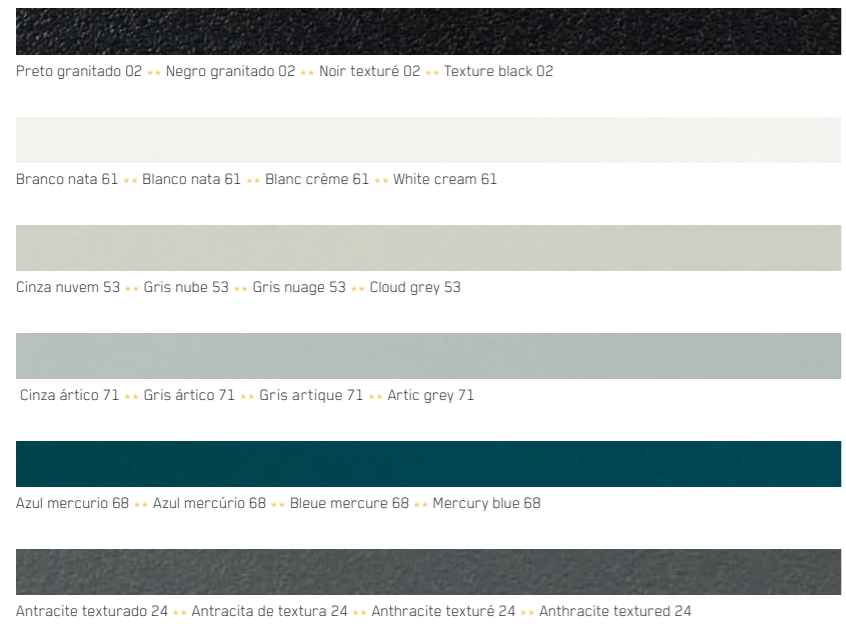 Preto granitado 02 ** Negro granitado 02 ** Noir texturé 02 ** Texture black 02
Branco nata 61 ** Blanco nata 61 ** Blanc crème 61 ** White cream 61
Cinza nuvem 53 ** Gris nube 53 ** Gris nuage 53 ** Cloud grey 53
Cinza ártico 71 ** Gris ártico 71 ** Gris artique 71 ** Artic grey 71
Azul mercurio 68 ** Azul mercúrio 68 ** Bleue mercure 68 ** Mercury blue 68
Antracite texturado 24 ** Antracita de textura 24 ** Anthracite texturé 24 ** Anthracite textured 24